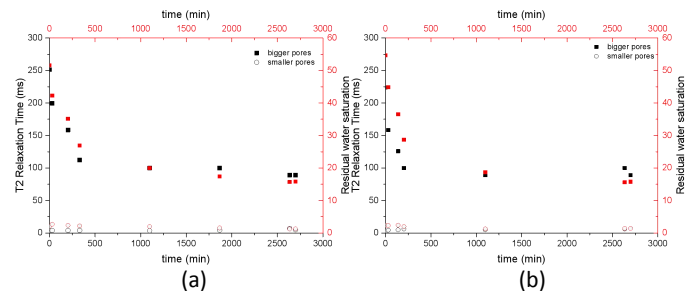 time (min)
0 500 1000 1500 2000 2500 3000
300
250
200
150
100
50
0
T2 Relaxation Time (ms)
bigger pores
smaller pores
60
50
40
30
20
10
0
Residual water saturation
0 500 1000 1500 2000 2500 3000
time (min)
(a)
time (min)
0 500 1000 1500 2000 2500 3000
300
250
200
150
100
50
0
T2 Relaxation Time (ms)
bigger pores
smaller pores
60
50
40
30
20
10
0
Residual water saturation
0 500 1000 1500 2000 2500 3000
time (min)
(b)